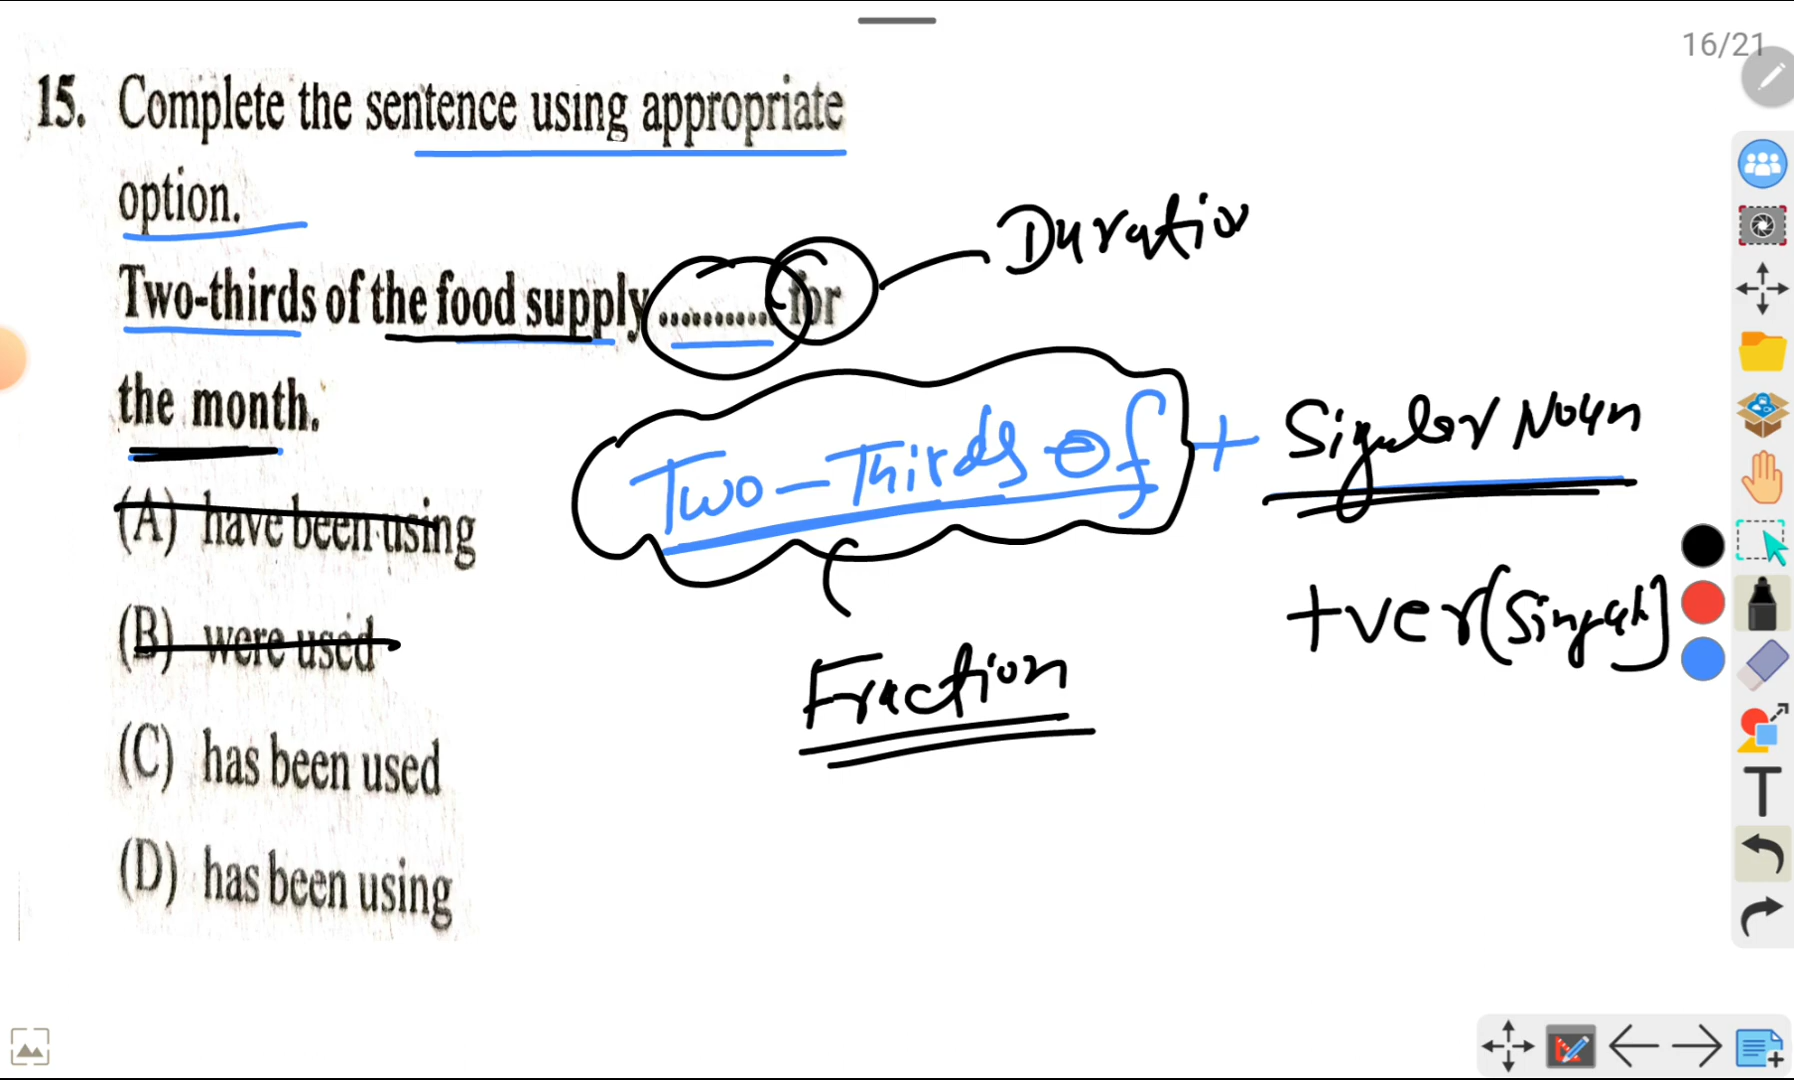 16/21
15. Complete the sentence using appropriate
option.
Duration
Two-thirds of the food supply ............ for
the month.
Two-Thirds of + Singular Noun
(A) have been using
+ver(Singular)
(B) were used
Fraction
(C) has been used
(D) has been using
T